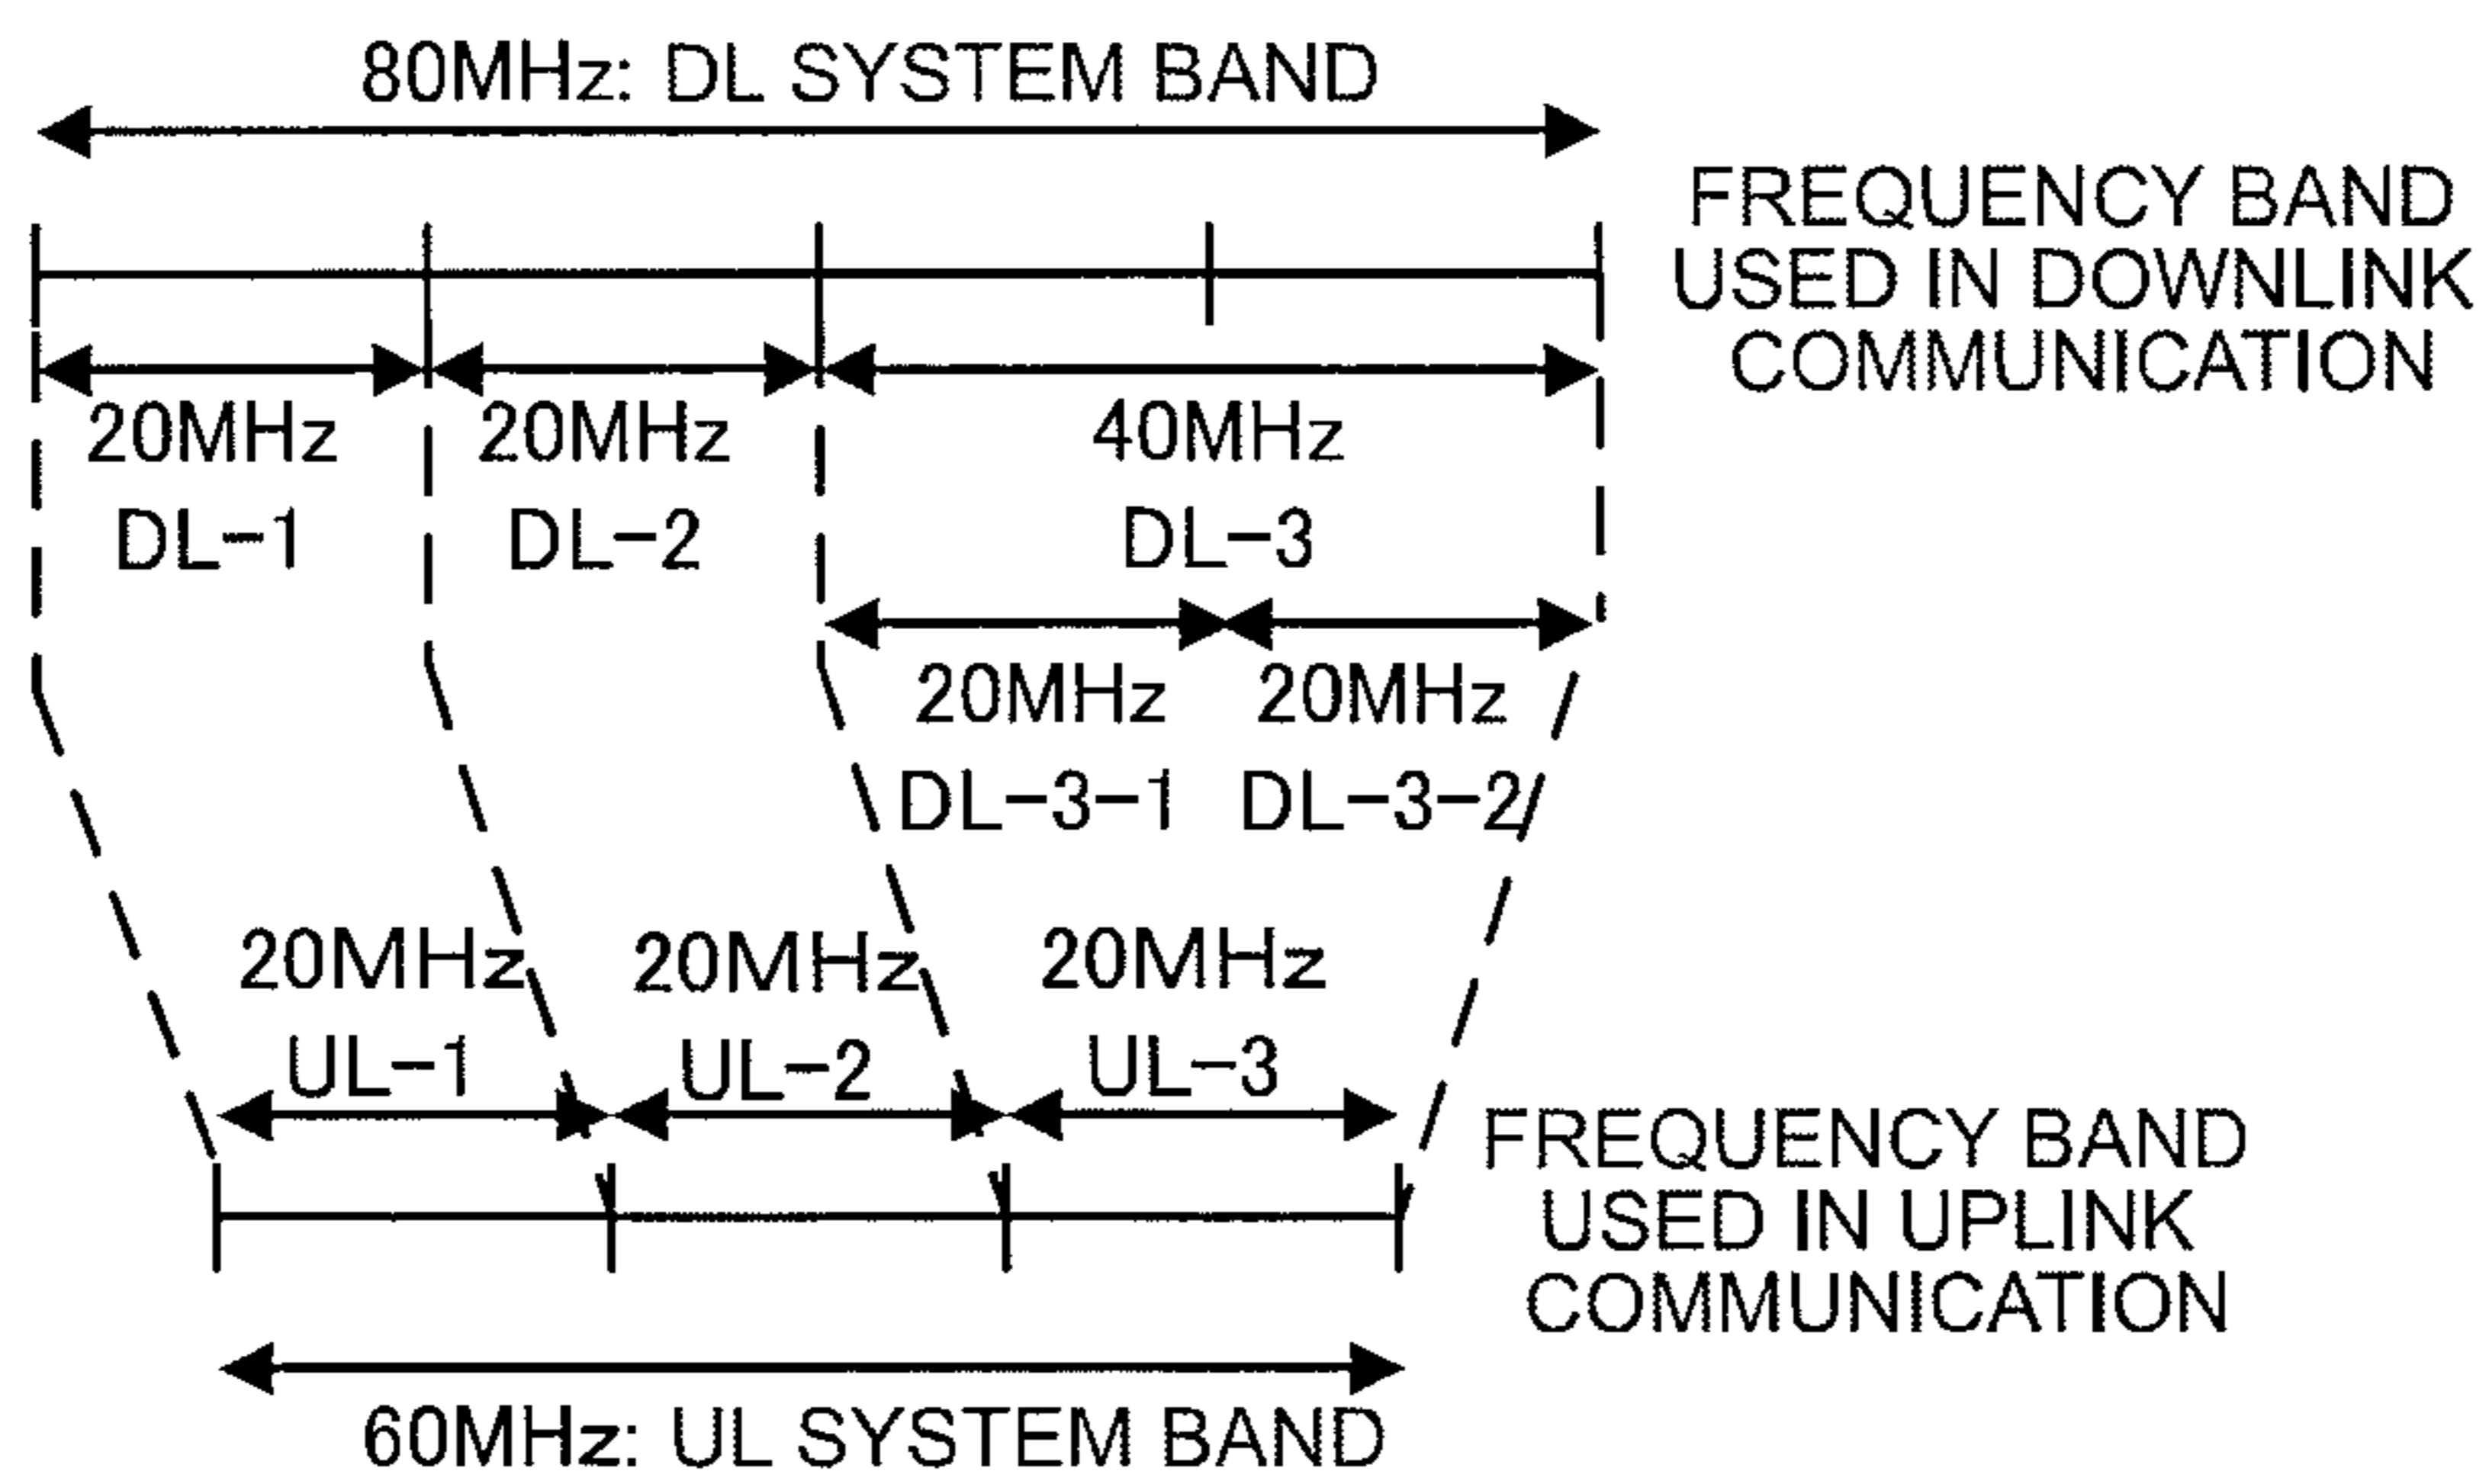 80MHz: DL SYSTEM BAND
FREQUENCY BAND
USED IN DOWNLINK
COMMUNICATION
20MHz 20MHz 40MHz
DL-1 DL-2 DL-3
20MHz 20MHz
DL-3-1 DL-3-2
20MHz 20MHz 20MHz
UL-1 UL-2 UL-3
FREQUENCY BAND
USED IN UPLINK
COMMUNICATION
60MHz: UL SYSTEM BAND